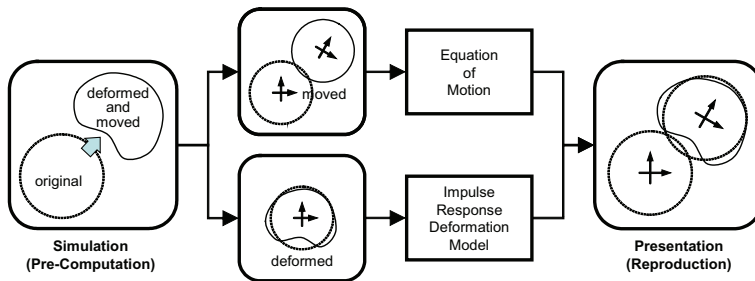 deformed
and
moved
original
Simulation
(Pre-Computation)
moved
deformed
Equation
of
Motion
Impulse
Response
Deformation
Model
Presentation
(Reproduction)